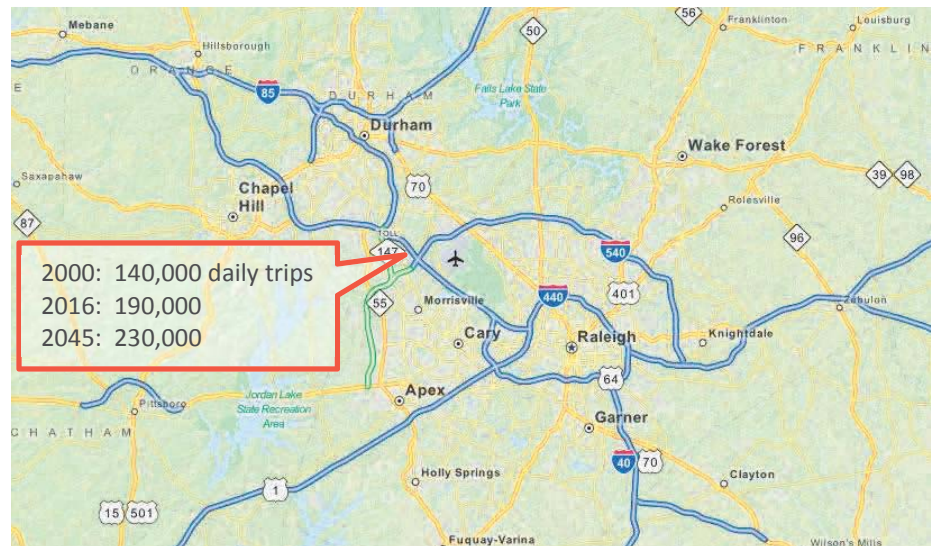 56
Franklinton
Louisburg
Mebane
50
Hillsborough
FRANKLIN
ORANGE
85
DURHAM
Falls Lake State
Park
Durham
Wake Forest
39
98
Saxapahaw
Chapel
Hill
70
Rolesville
87
TOLL
147
540
96
2000: 140,000 daily trips
2016: 190,000
2045: 230,000
55
Morrisville
440
401
Zebulon
Cary
Raleigh
Knightdale
64
Jordan Lake
State Recreation
Area
Apex
Pittsboro
Garner
CHATHAM
40
70
Holly Springs
Clayton
1
15
501
Fuquay-Varina
Wilson's Mills